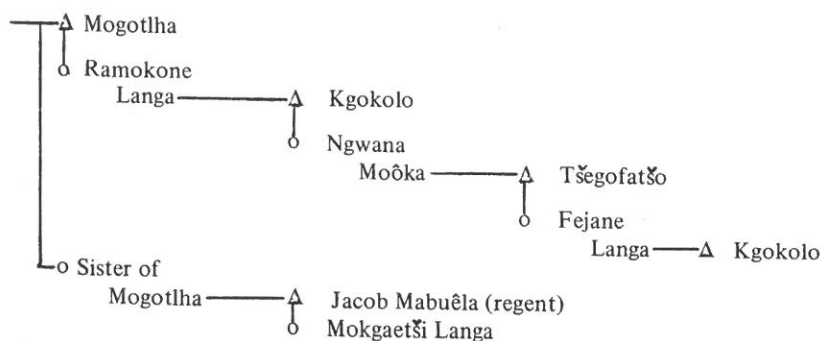 Mogotlha
Ramokone
Langa Kgokolo
Ngwana
Moôka Tšegofatšo
Fejane
Langa Kgokolo
Sister of
Mogotlha Jacob Mabuêla (regent)
Mokgaetši Langa